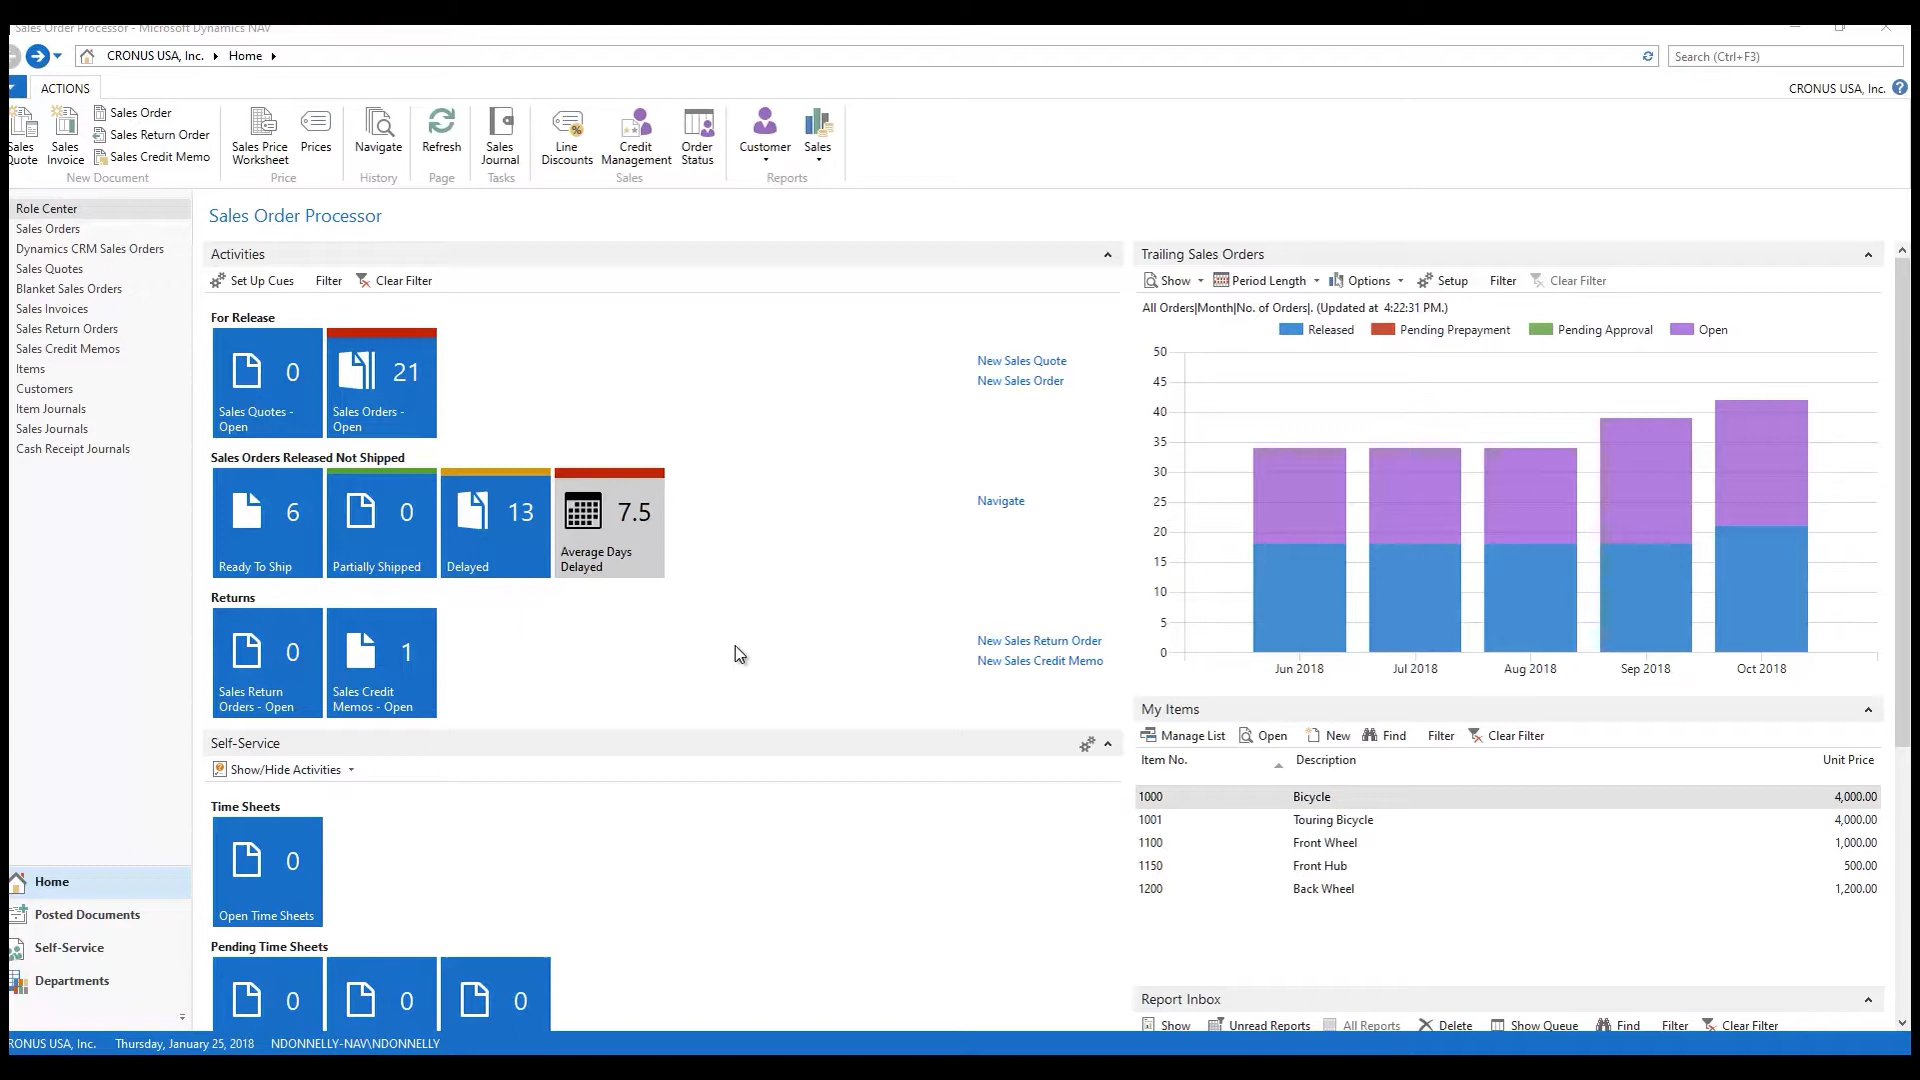 Sales Order Processor - Microsoft Dynamics NAV
CRONUS USA, Inc. Home
Search (Ctrl+F3)
ACTIONS
CRONUS USA, Inc.
Sales Quote
Sales Invoice
Sales Order
Sales Return Order
Sales Credit Memo
New Document
Sales Price Worksheet
Prices
Price
Navigate
History
Refresh
Page
Sales Journal
Tasks
Line Discounts
Credit Management
Order Status
Sales
Customer
Sales
Reports
Role Center
Sales Orders
Dynamics CRM Sales Orders
Sales Quotes
Blanket Sales Orders
Sales Invoices
Sales Return Orders
Sales Credit Memos
Items
Customers
Item Journals
Sales Journals
Cash Receipt Journals
Home
Posted Documents
Self-Service
Departments
Sales Order Processor
Activities
Set Up Cues Filter Clear Filter
For Release
0
Sales Quotes -
Open
21
Sales Orders -
Open
New Sales Quote
New Sales Order
Sales Orders Released Not Shipped
6
Ready To Ship
0
Partially Shipped
13
Delayed
7.5
Average Days
Delayed
Navigate
Returns
0
Sales Return
Orders - Open
1
Sales Credit
Memos - Open
New Sales Return Order
New Sales Credit Memo
Self-Service
Show/Hide Activities
Time Sheets
0
Open Time Sheets
Pending Time Sheets
0 0 0
Trailing Sales Orders
Show Period Length Options Setup Filter Clear Filter
All Orders|Month|No. of Orders|. (Updated at 4:22:31 PM.)
Released Pending Prepayment Pending Approval Open
50
45
40
35
30
25
20
15
10
5
0
Jun 2018 Jul 2018 Aug 2018 Sep 2018 Oct 2018
My Items
Manage List Open New Find Filter Clear Filter
Item No. Description Unit Price
1000 Bicycle 4,000.00
1001 Touring Bicycle 4,000.00
1100 Front Wheel 1,000.00
1150 Front Hub 500.00
1200 Back Wheel 1,200.00
Report Inbox
Show Unread Reports All Reports Delete Show Queue Find Filter Clear Filter
RONUS USA, Inc. Thursday, January 25, 2018 NDONNELLY-NAV\NDONNELLY